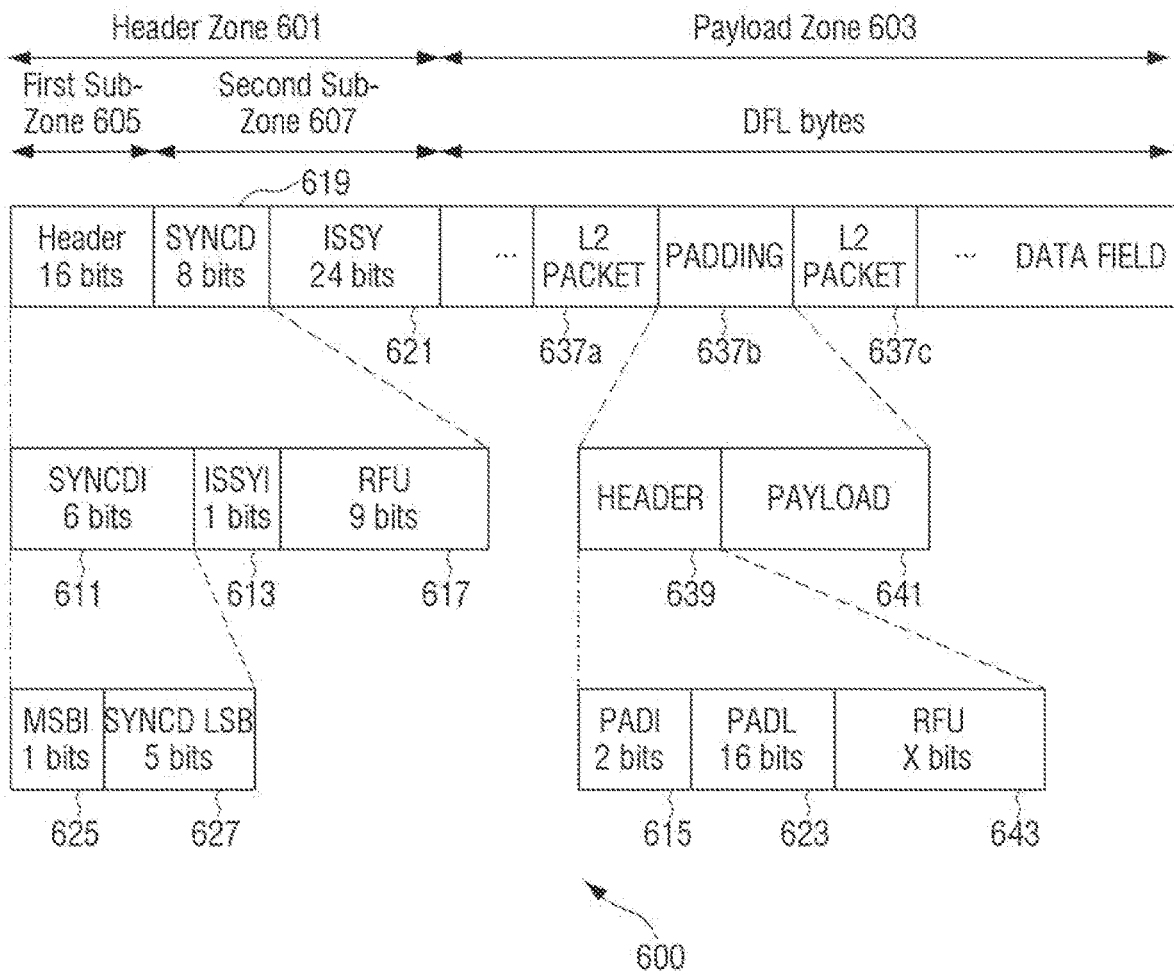 Header Zone 601
Payload Zone 603
First Sub-
Zone 605
Second Sub-
Zone 607
DFL bytes
619
Header
16 bits
SYNCD
8 bits
ISSY
24 bits
...
L2
PACKET
PADDING
L2
PACKET
...
DATA FIELD
621
637a
637b
637c
SYNCDI
6 bits
ISSYI
1 bits
RFU
9 bits
HEADER
PAYLOAD
611
613
617
639
641
MSBI
1 bits
SYNCD LSB
5 bits
PADI
2 bits
PADL
16 bits
RFU
X bits
625
627
615
623
643
600